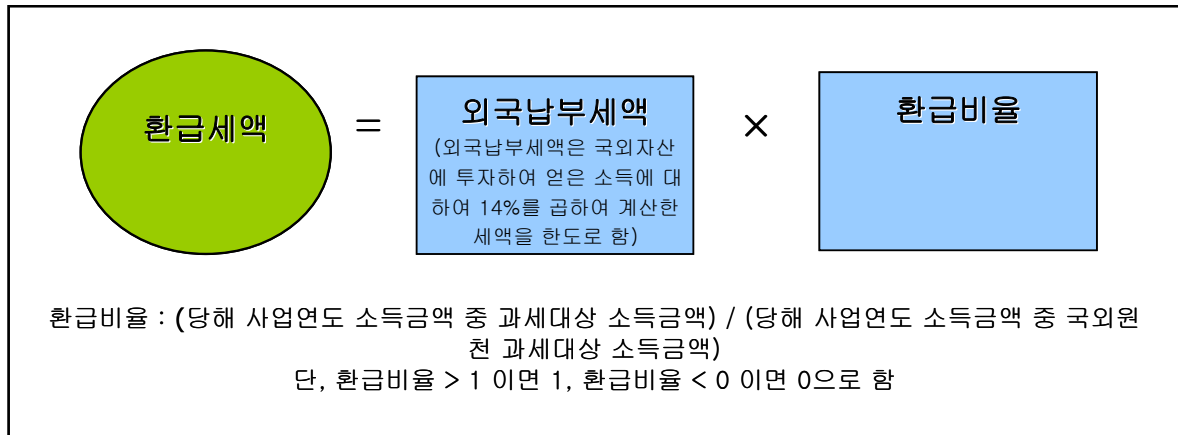 환급세액
=
외국납부세액
(외국납부세액은 국외자산
에 투자하여 얻은 소득에 대
하여 14%를 곱하여 계산한
세액을 한도로 함)
×
환급비율
환급비율 : (당해 사업연도 소득금액 중 과세대상 소득금액) / (당해 사업연도 소득금액 중 국외원
천 과세대상 소득금액)
단, 환급비율 > 1 이면 1, 환급비율 < 0 이면 0으로 함